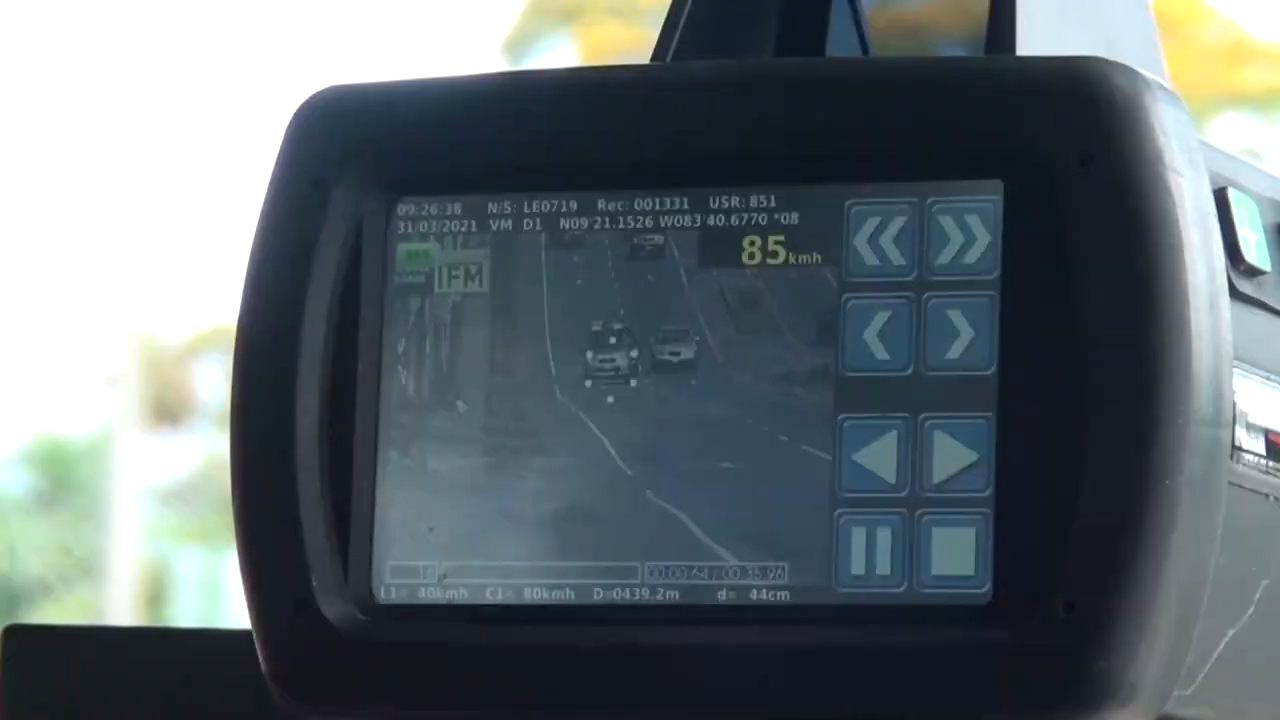 09:26:38 N/S: LE0719 Rec: 001331 USR: 851
31/03/2021 VM D1 N09'21.1526 W083'40.6770 °08
85kmh
IFM
00:00:64 / 00:35:96
L1= 40kmh C1= 80kmh D=0439.2m d= 44cm